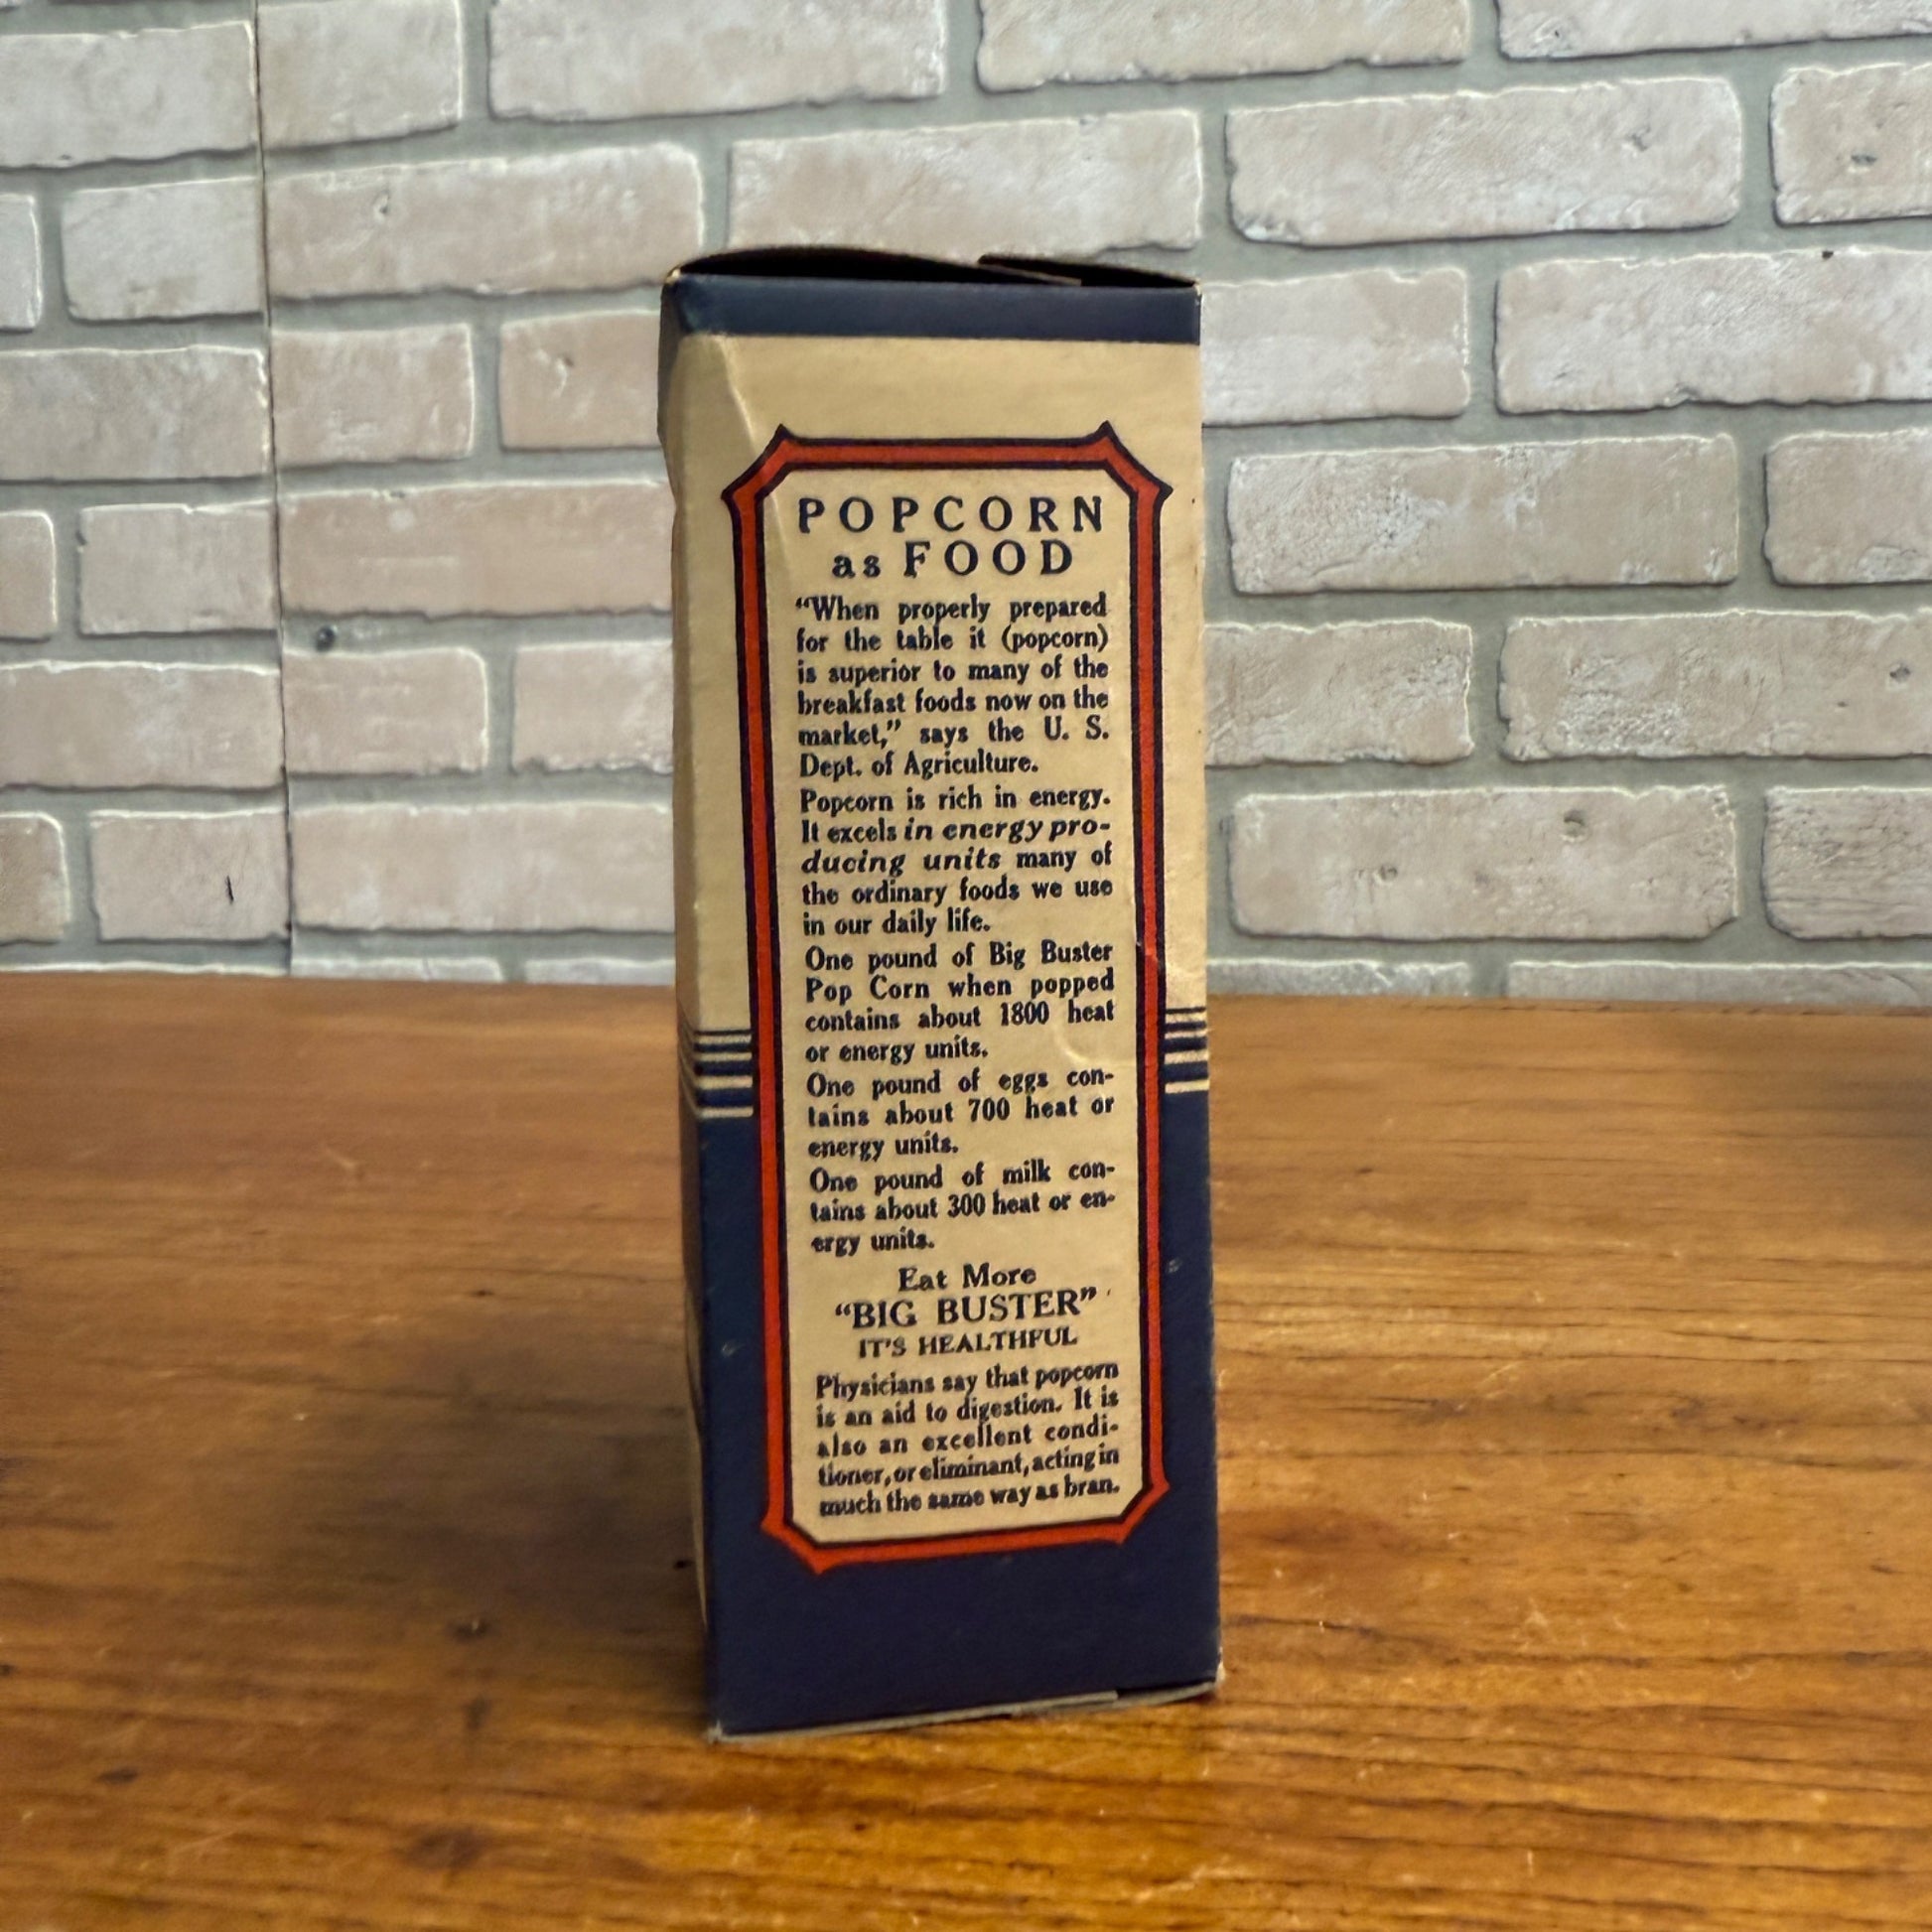 POPCORN
as FOOD
“When properly prepared
for the table it (popcorn)
is superior to many of the
breakfast foods now on the
market,” says the U. S.
Dept. of Agriculture.
Popcorn is rich in energy.
It excels in energy pro-
ducing units many of
the ordinary foods we use
in our daily life.
One pound of Big Buster
Pop Corn when popped
contains about 1800 heat
or energy units.
One pound of eggs con-
tains about 700 heat or
energy units.
One pound of milk con-
tains about 300 heat or en-
ergy units.
Eat More
“BIG BUSTER”
IT'S HEALTHFUL
Physicians say that popcorn
is an aid to digestion. It is
also an excellent condi-
tioner, or eliminant, acting in
much the same way as bran.